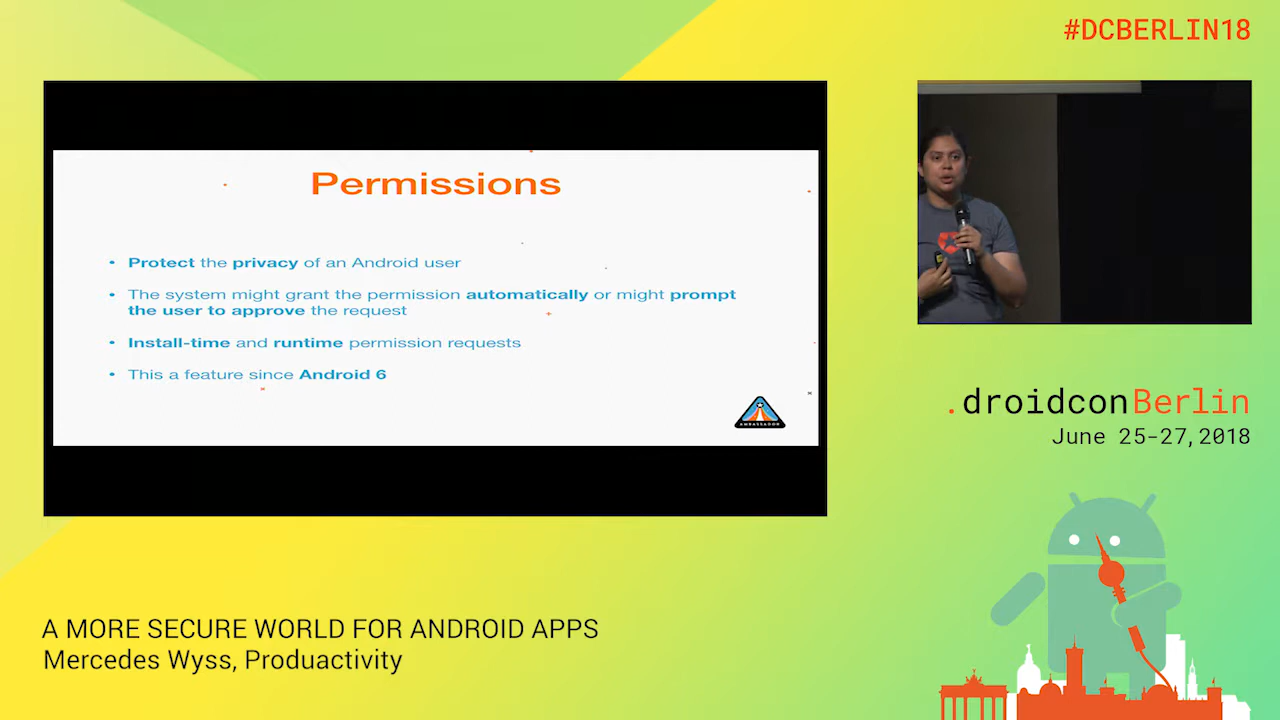 #DCBERLIN18
Permissions
• Protect the privacy of an Android user
• The system might grant the permission automatically or might prompt
the user to approve the request
• Install-time and runtime permission requests
• This a feature since Android 6
AMBASSADOR
.droidconBerlin
June 25-27,2018
A MORE SECURE WORLD FOR ANDROID APPS
Mercedes Wyss, Produactivity